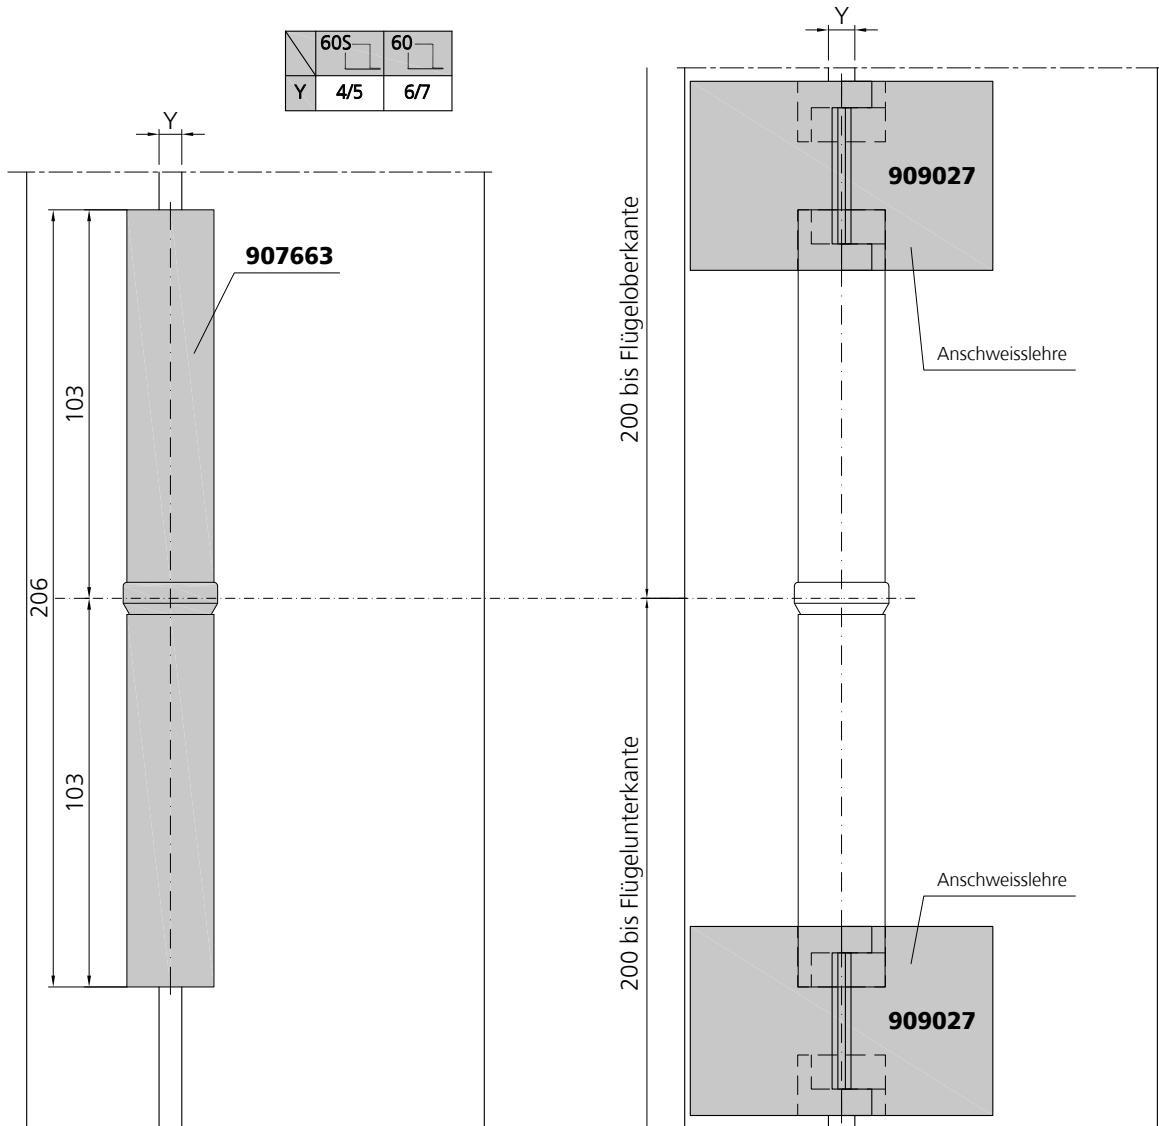 60S 60
Y 4/5 6/7
Y
Y
907663
103
206
103
909027
200 bis Flügeloberkante
Anschweisslehre
200 bis Flügelunterkante
Anschweisslehre
909027